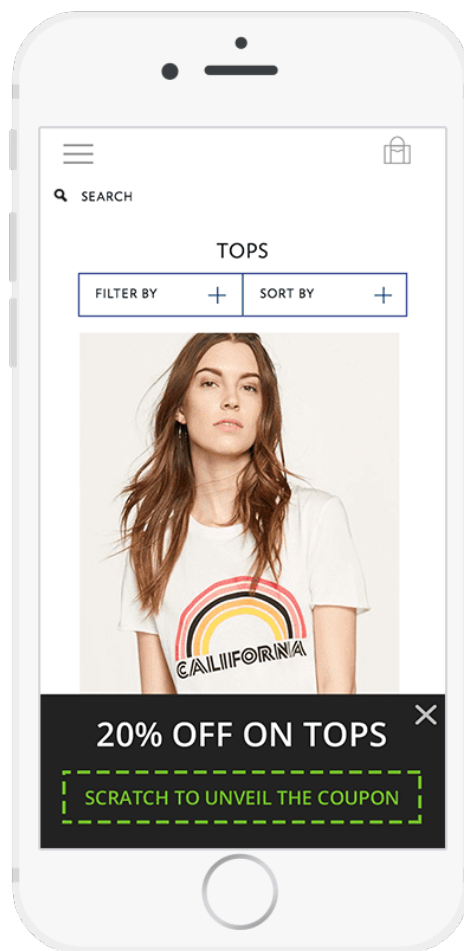 SEARCH
TOPS
FILTER BY +
SORT BY +
CALIFORNA
20% OFF ON TOPS
SCRATCH TO UNVEIL THE COUPON